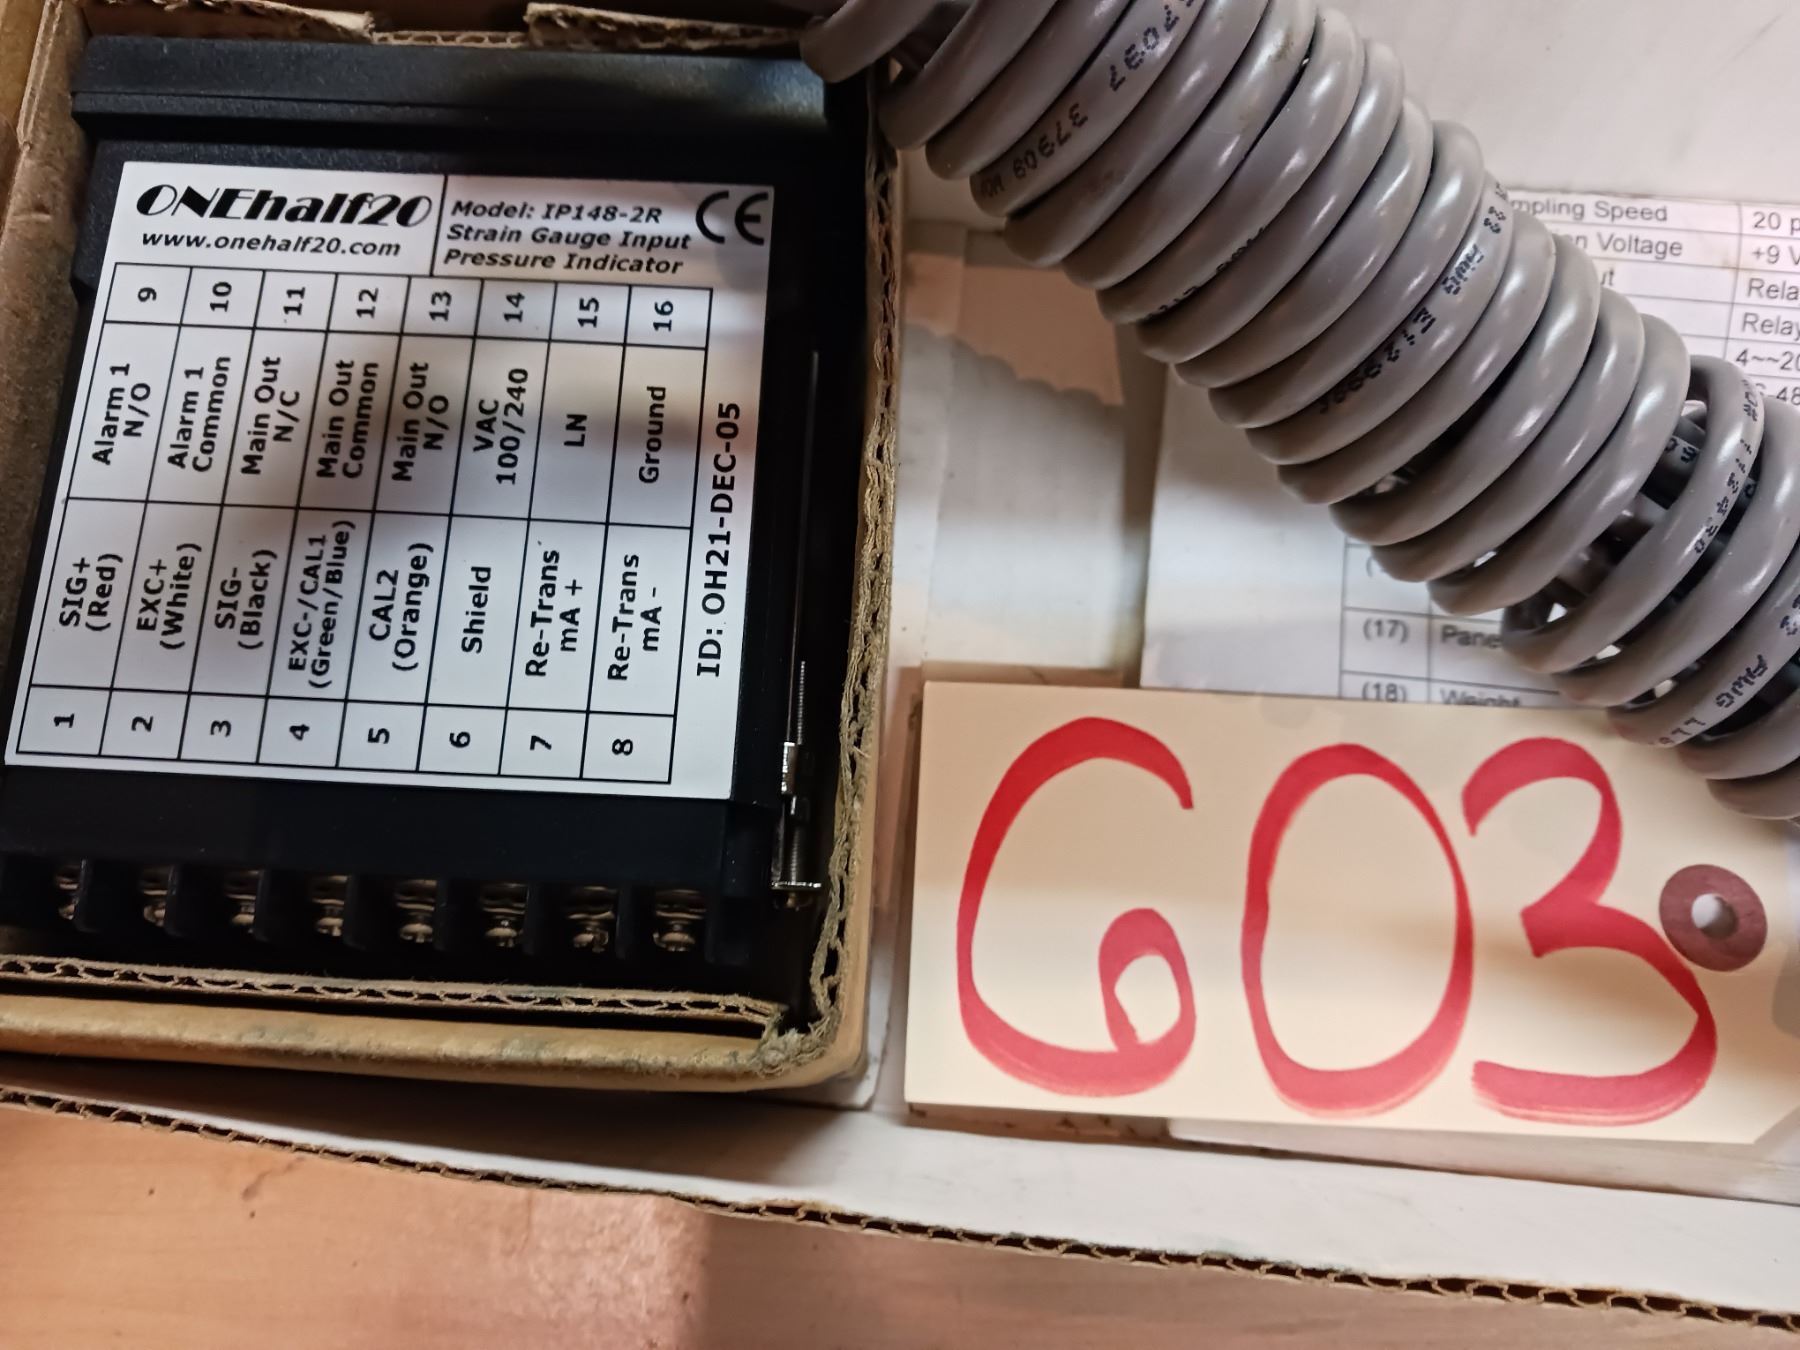 ONEhalf20
www.onehalf20.com
Model: IP148-2R
Strain Gauge Input
Pressure Indicator
CE
9 10 11 12 13 14 15 16
Alarm 1 N/O
Alarm 1 Common
Main Out N/C
Main Out Common
Main Out N/O
VAC 100/240
LN
Ground
SIG+ (Red)
EXC+ (White)
SIG- (Black)
EXC-/CAL1 (Green/Blue)
CAL2 (Orange)
Shield
Re-Trans mA +
Re-Trans mA -
1 2 3 4 5 6 7 8
ID: OH21-DEC-05
Speed
20
Voltage
+9 V
4~~20
(17)
(18) Weight
AWG
AWG
G03